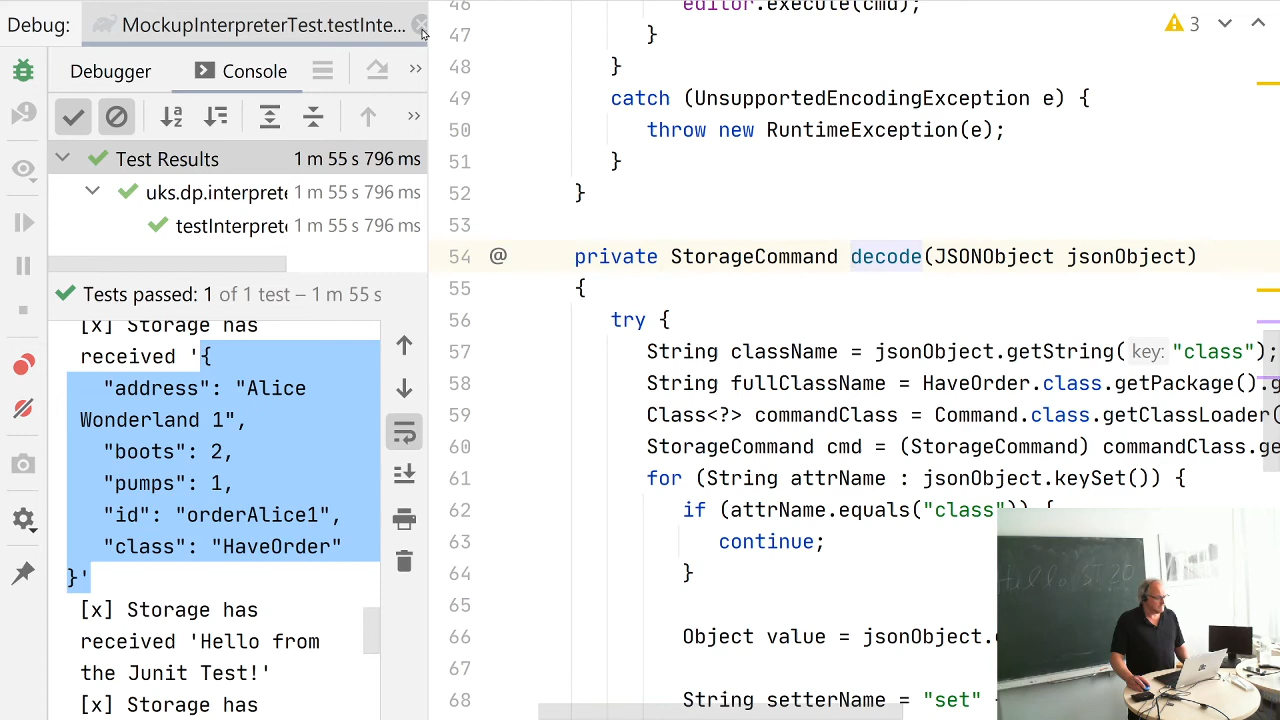 Debug:
MockupInterpreterTest.testInte...
Debugger
Console
Test Results
1 m 55 s 796 ms
uks.dp.interprete
1 m 55 s 796 ms
testInterprete
1 m 55 s 796 ms
Tests passed: 1 of 1 test – 1 m 55 s
[x] Storage has
received '{
"address": "Alice
Wonderland 1",
"boots": 2,
"pumps": 1,
"id": "orderAlice1",
"class": "HaveOrder"
}'
[x] Storage has
received 'Hello from
the Junit Test!'
[x] Storage has
3
46 editor.execute(cmd);
47 }
48 }
49 catch (UnsupportedEncodingException e) {
50 throw new RuntimeException(e);
51 }
52 }
53
54 @ private StorageCommand decode(JSONObject jsonObject)
55 {
56 try {
57 String className = jsonObject.getString( key: "class");
58 String fullClassName = HaveOrder.class.getPackage().g
59 Class<?> commandClass = Command.class.getClassLoader(
60 StorageCommand cmd = (StorageCommand) commandClass.ge
61 for (String attrName : jsonObject.keySet()) {
62 if (attrName.equals("class")) {
63 continue;
64 }
65
66 Object value = jsonObject.
67
68 String setterName = "set"